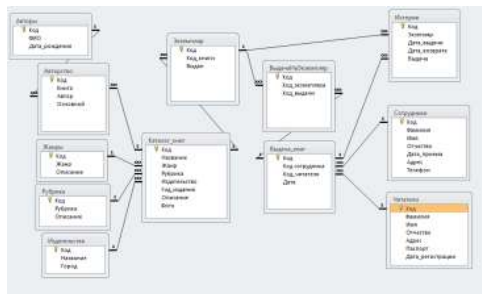 Авторы
Код
ФИО
Дата_рождения
Авторство
Код
Книга
Автор
Основной
Жанры
Код
Жанр
Описание
Рубрика
Код
Рубрика
Описание
Издательства
Код
Название
Город
Экземпляр
Код
Код_книги
Выдан
Каталог_книг
Код
Название
Жанр
Рубрика
Издательство
Год_издания
Описание
Фото
ВыдачаНаЭкземпляр
Код
Код_экземпляра
Код_выдачи
Выдача_книг
Код
Код_сотрудника
Код_читателя
Дата
История
Код
Экземпляр
Дата_выдачи
Дата_возврата
Выдача
Сотрудники
Код
Фамилия
Имя
Отчество
Дата_приема
Адрес
Телефон
Читатели
Код
Фамилия
Имя
Отчество
Адрес
Паспорт
Дата_регистрации